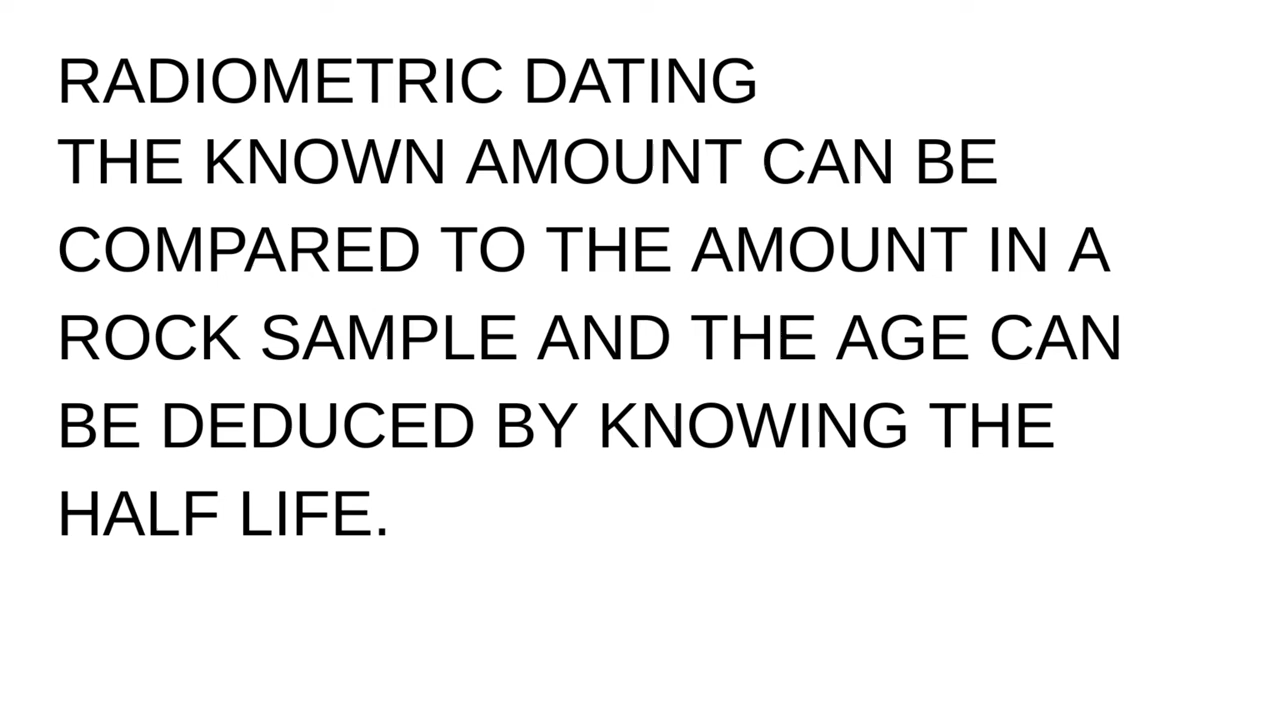 RADIOMETRIC DATING
THE KNOWN AMOUNT CAN BE
COMPARED TO THE AMOUNT IN A
ROCK SAMPLE AND THE AGE CAN
BE DEDUCED BY KNOWING THE
HALF LIFE.